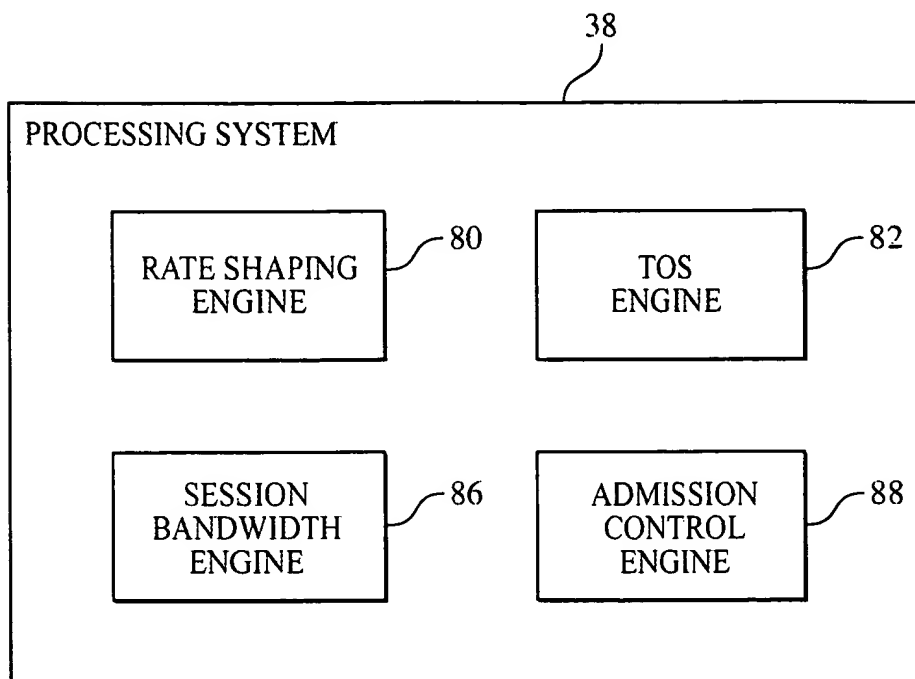 38
PROCESSING SYSTEM
RATE SHAPING
ENGINE
80
TOS
ENGINE
82
SESSION
BANDWIDTH
ENGINE
86
ADMISSION
CONTROL
ENGINE
88